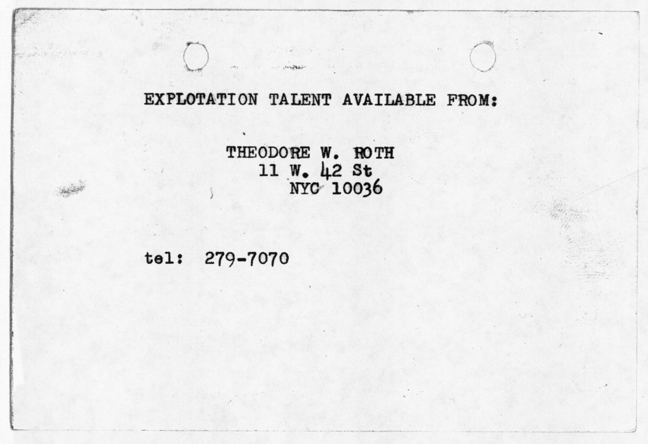 EXPLOTATION TALENT AVAILABLE FROM:
THEODORE W. ROTH
11 W. 42 St
NYC 10036
tel: 279-7070